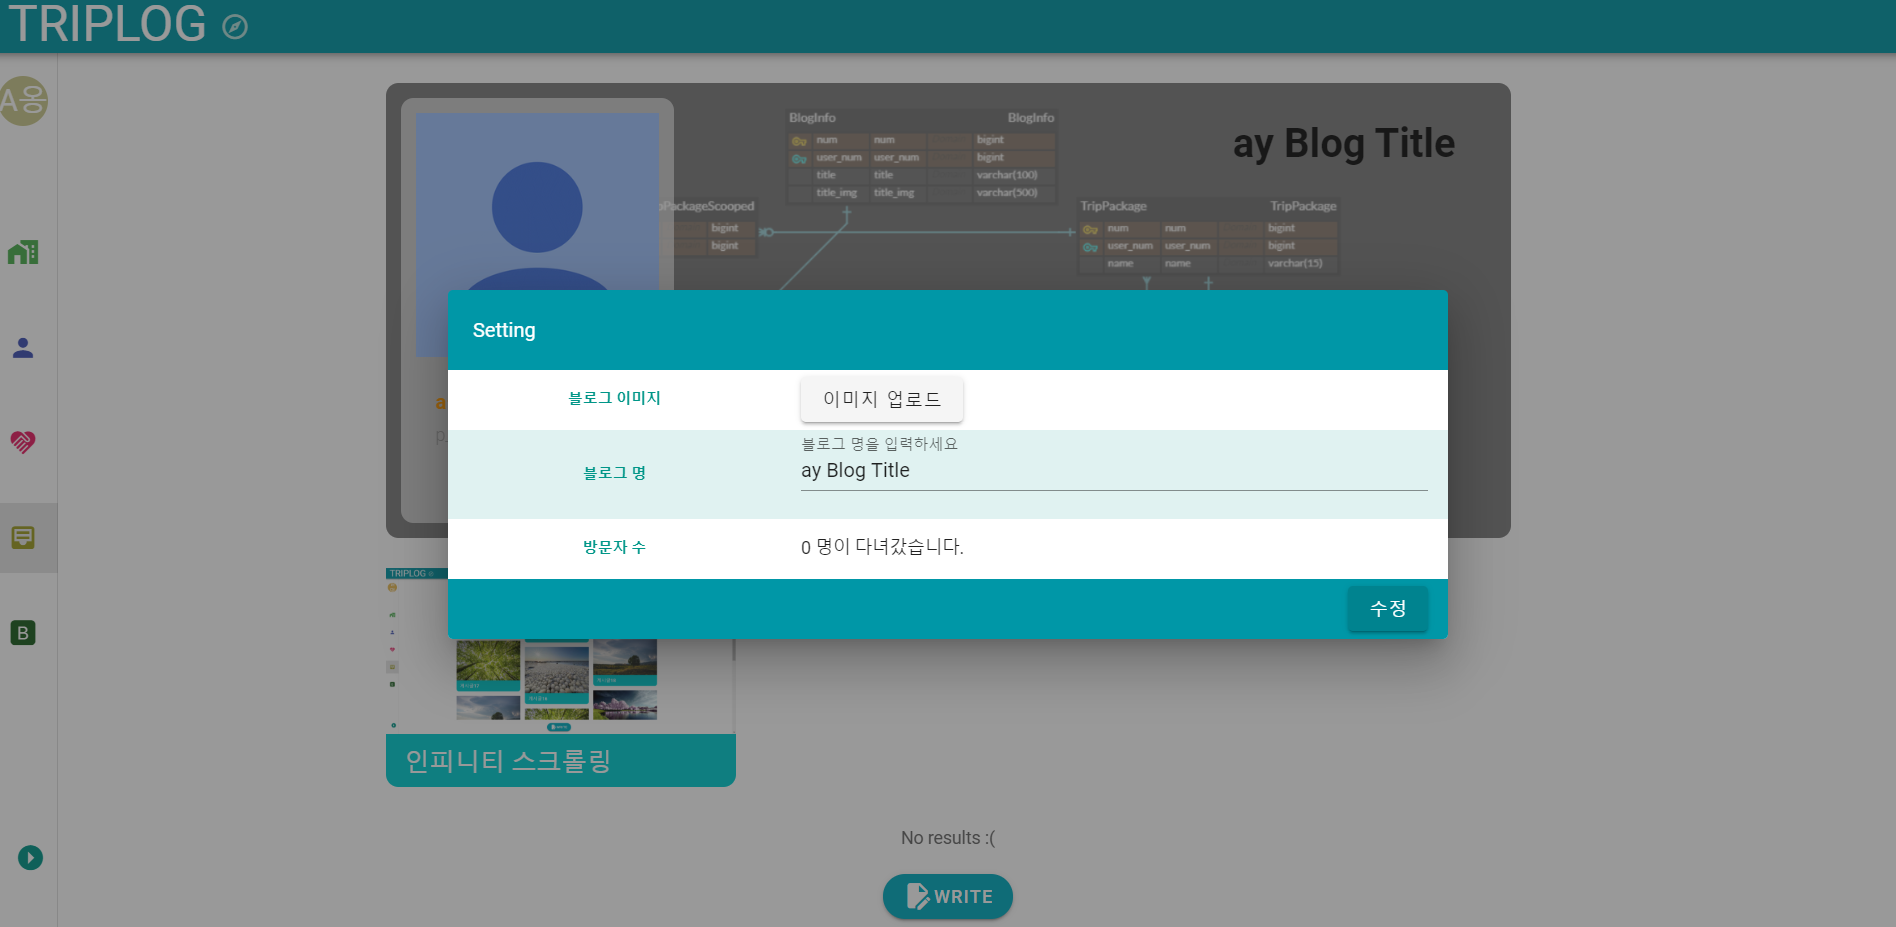 TRIPLOG
A옹
ay Blog Title
BlogInfo BlogInfo
num num bigint
user_num user_num bigint
title title varchar(100)
title_img title_img varchar(500)
PackageScooped
bigint
bigint
TripPackage TripPackage
num num bigint
user_num user_num bigint
name name varchar(15)
Setting
블로그 이미지 이미지 업로드
블로그 명을 입력하세요
블로그 명 ay Blog Title
방문자 수 0 명이 다녀갔습니다.
수정
a
p.
B
TRIPLOG
인피니티 스크롤링
No results :(
WRITE